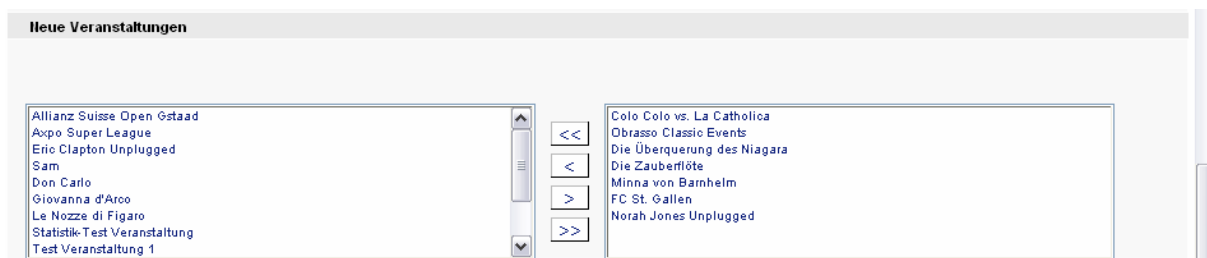 Neue Veranstaltungen
Allianz Suisse Open Gstaad
Axpo Super League
Eric Clapton Unplugged
Sam
Don Carlo
Giovanna d'Arco
Le Nozze di Figaro
Statistik-Test Veranstaltung
Test Veranstaltung 1
<<
<
>
>>
Colo Colo vs. La Catholica
Obrasso Classic Events
Die Überquerung des Niagara
Die Zauberflöte
Minna von Barnhelm
FC St. Gallen
Norah Jones Unplugged